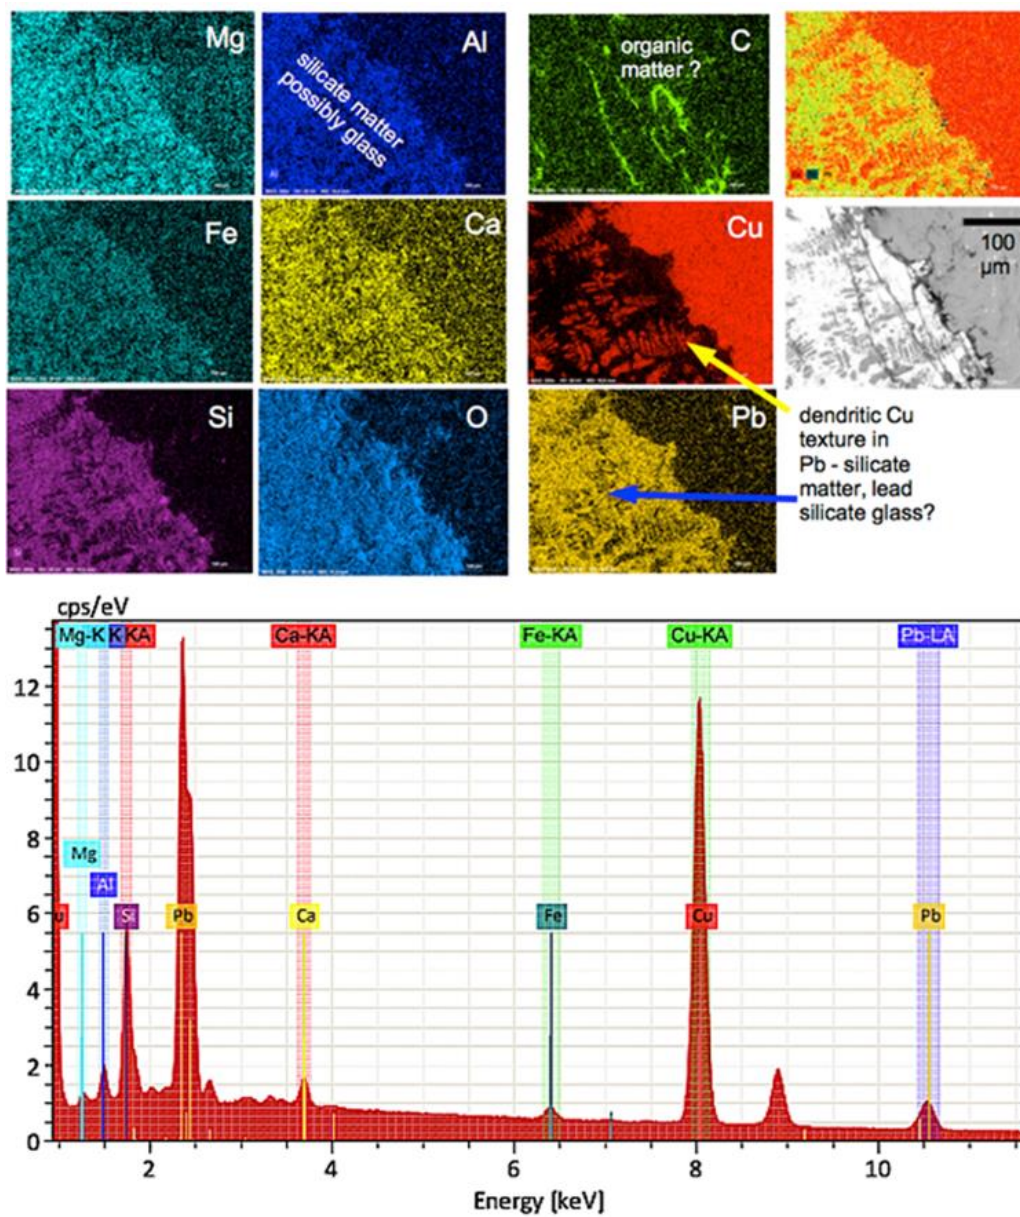 Mg
Al
silicate matter
possibly glass
C
organic
matter ?
Fe
Ca
Cu
100
µm
Si
O
Pb
dendritic Cu
texture in
Pb - silicate
matter, lead
silicate glass?
cps/eV
Mg-K K KA Ca-KA Fe-KA Cu-KA Pb-LA
12
10
8
Mg
Al
6 u Si Pb Ca Fe Cu Pb
4
2
0
2 4 6 8 10
Energy [keV]